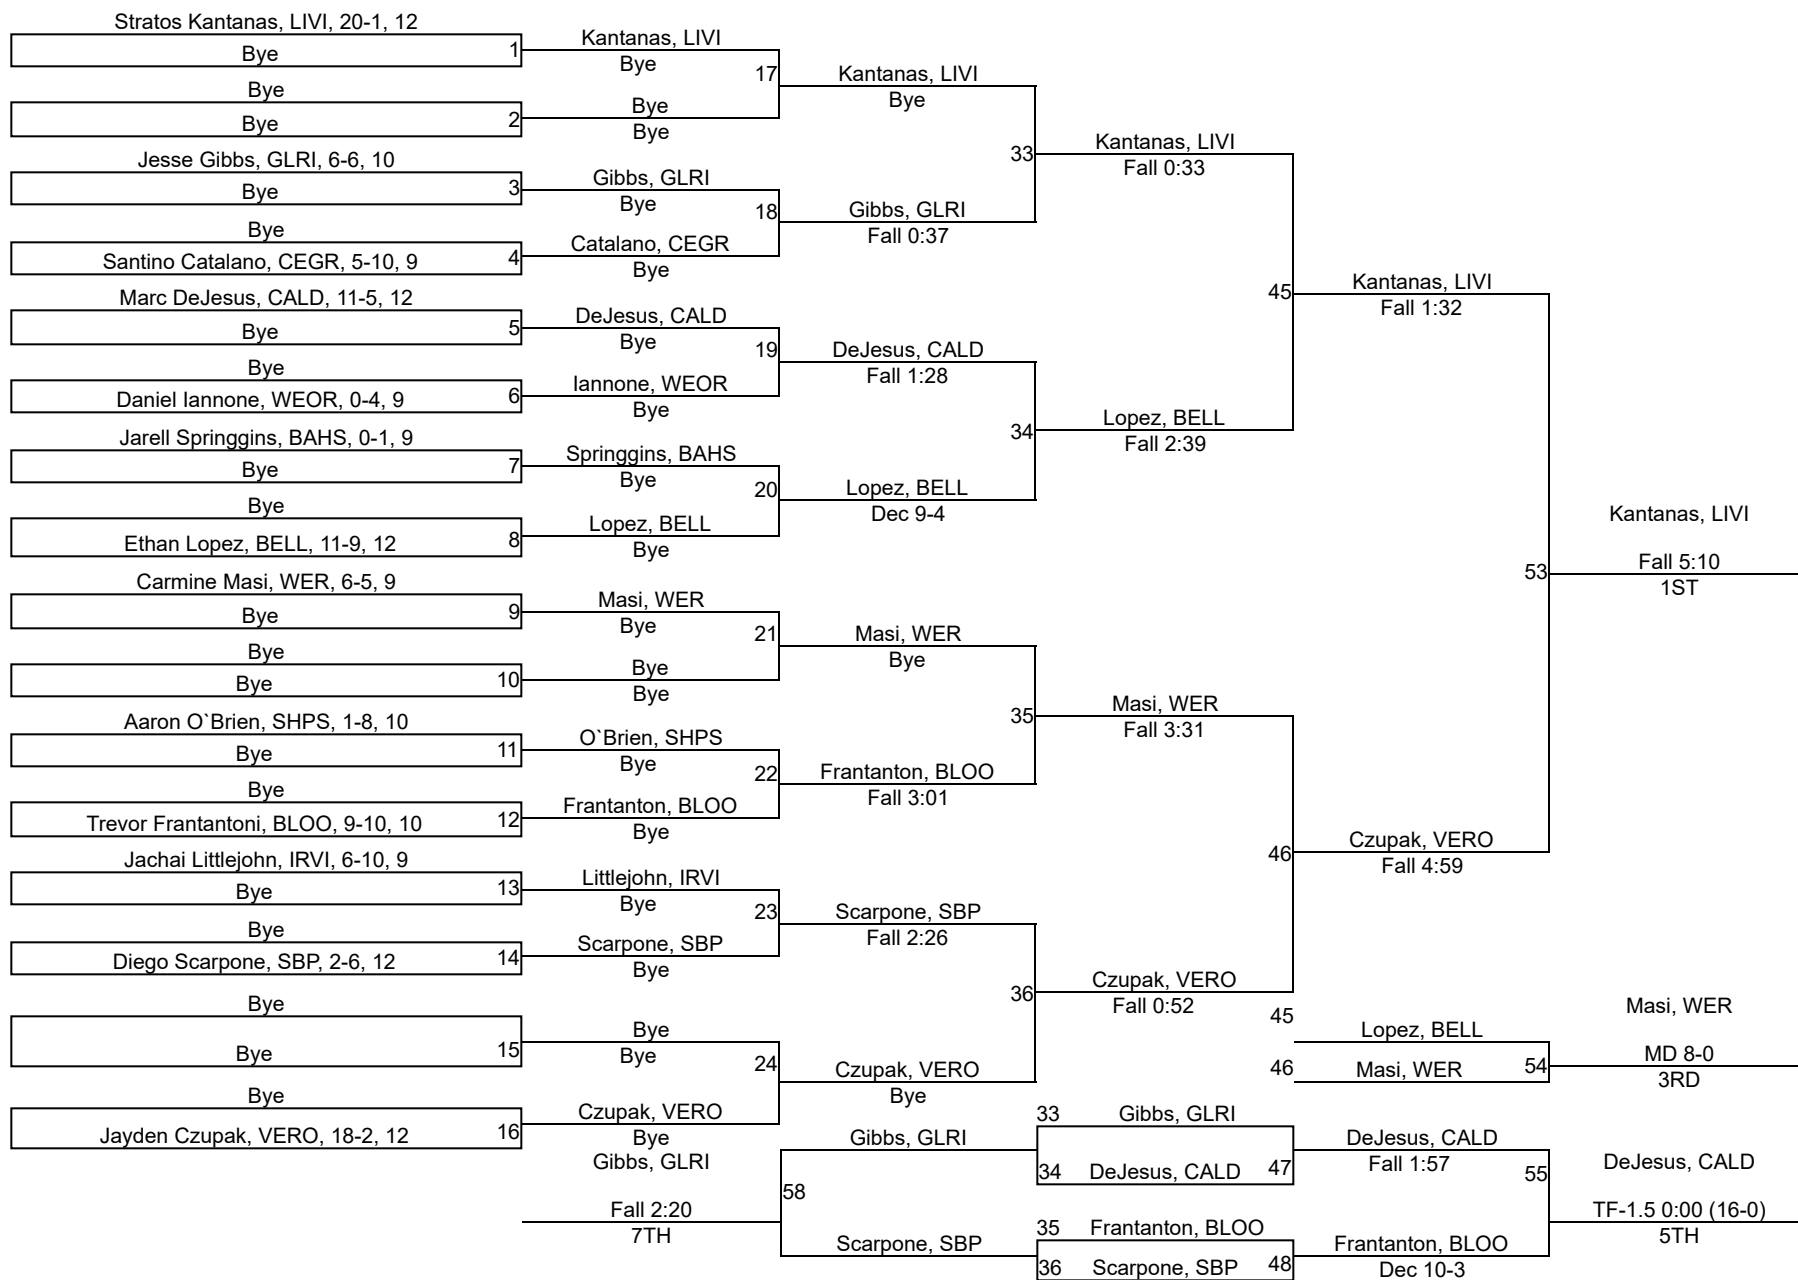 Stratos Kantanas, LIVI, 20-1, 12
Bye
1
Bye
Bye
2
Jesse Gibbs, GLRI, 6-6, 10
Bye
3
Bye
Santino Catalano, CEGR, 5-10, 9
4
Marc DeJesus, CALD, 11-5, 12
Bye
5
Bye
Daniel Iannone, WEOR, 0-4, 9
6
Jarell Springgins, BAHS, 0-1, 9
Bye
7
Bye
Ethan Lopez, BELL, 11-9, 12
8
Carmine Masi, WER, 6-5, 9
Bye
9
Bye
Bye
10
Aaron O`Brien, SHPS, 1-8, 10
Bye
11
Bye
Trevor Frantantoni, BLOO, 9-10, 10
12
Jachai Littlejohn, IRVI, 6-10, 9
Bye
13
Bye
Diego Scarpone, SBP, 2-6, 12
14
Bye
Bye
15
Bye
Jayden Czupak, VERO, 18-2, 12
16
Kantanas, LIVI
Bye
17
Bye
Bye
Gibbs, GLRI
Bye
18
Catalano, CEGR
Bye
DeJesus, CALD
Bye
19
Iannone, WEOR
Bye
Springgins, BAHS
Bye
20
Lopez, BELL
Bye
Masi, WER
Bye
21
Bye
Bye
O`Brien, SHPS
Bye
22
Frantanton, BLOO
Bye
Littlejohn, IRVI
Bye
23
Scarpone, SBP
Bye
Bye
Bye
24
Czupak, VERO
Bye
Kantanas, LIVI
Bye
33
Gibbs, GLRI
Fall 0:37
DeJesus, CALD
Fall 1:28
34
Lopez, BELL
Dec 9-4
Masi, WER
Bye
35
Frantanton, BLOO
Fall 3:01
Scarpone, SBP
Fall 2:26
36
Czupak, VERO
Bye
Kantanas, LIVI
Fall 0:33
45
Lopez, BELL
Fall 2:39
Masi, WER
Fall 3:31
46
Czupak, VERO
Fall 0:52
Kantanas, LIVI
Fall 1:32
53
Czupak, VERO
Fall 4:59
Kantanas, LIVI
Fall 5:10
1ST
45
Lopez, BELL
46
Masi, WER
54
Masi, WER
MD 8-0
3RD
33
Gibbs, GLRI
34
DeJesus, CALD
47
35
Frantanton, BLOO
36
Scarpone, SBP
48
DeJesus, CALD
Fall 1:57
55
Frantanton, BLOO
Dec 10-3
DeJesus, CALD
TF-1.5 0:00 (16-0)
5TH
Gibbs, GLRI
58
Scarpone, SBP
Gibbs, GLRI
Fall 2:20
7TH